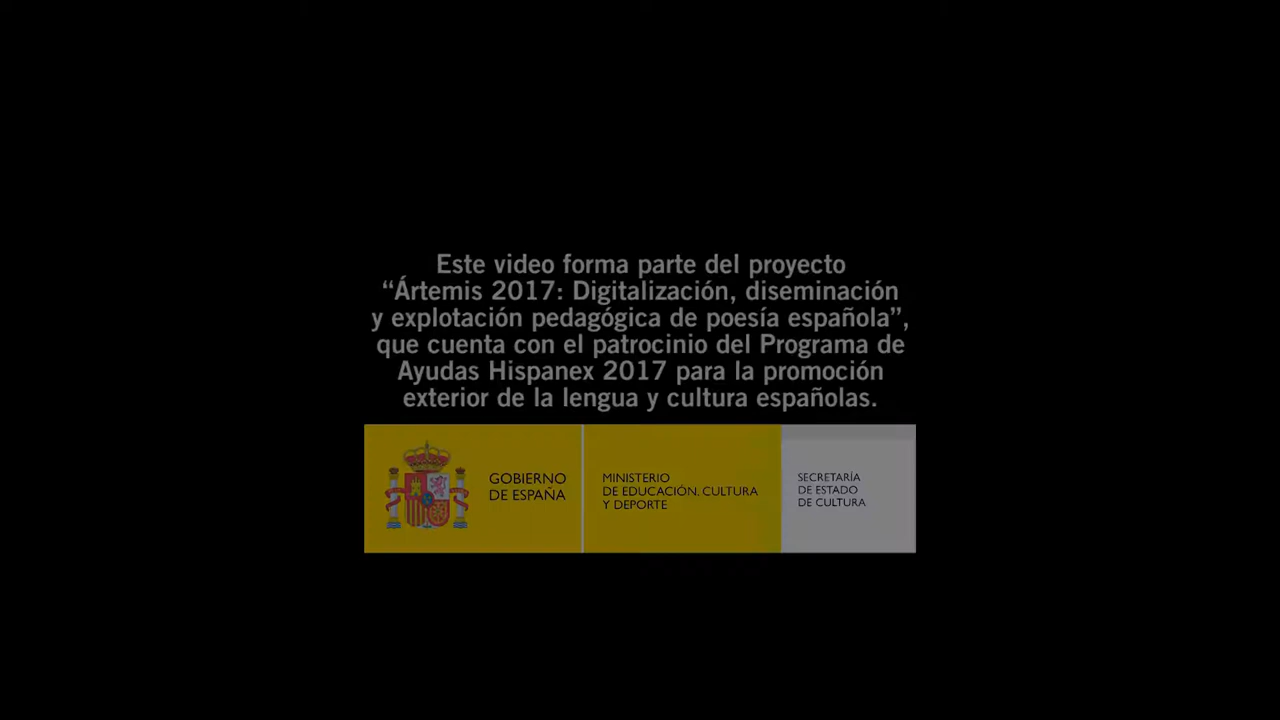 Este video forma parte del proyecto
“Ártemis 2017: Digitalización, diseminación
y explotación pedagógica de poesía española”,
que cuenta con el patrocinio del Programa de
Ayudas Hispanex 2017 para la promoción
exterior de la lengua y cultura españolas.
GOBIERNO
DE ESPAÑA
MINISTERIO
DE EDUCACIÓN, CULTURA
Y DEPORTE
SECRETARÍA
DE ESTADO
DE CULTURA